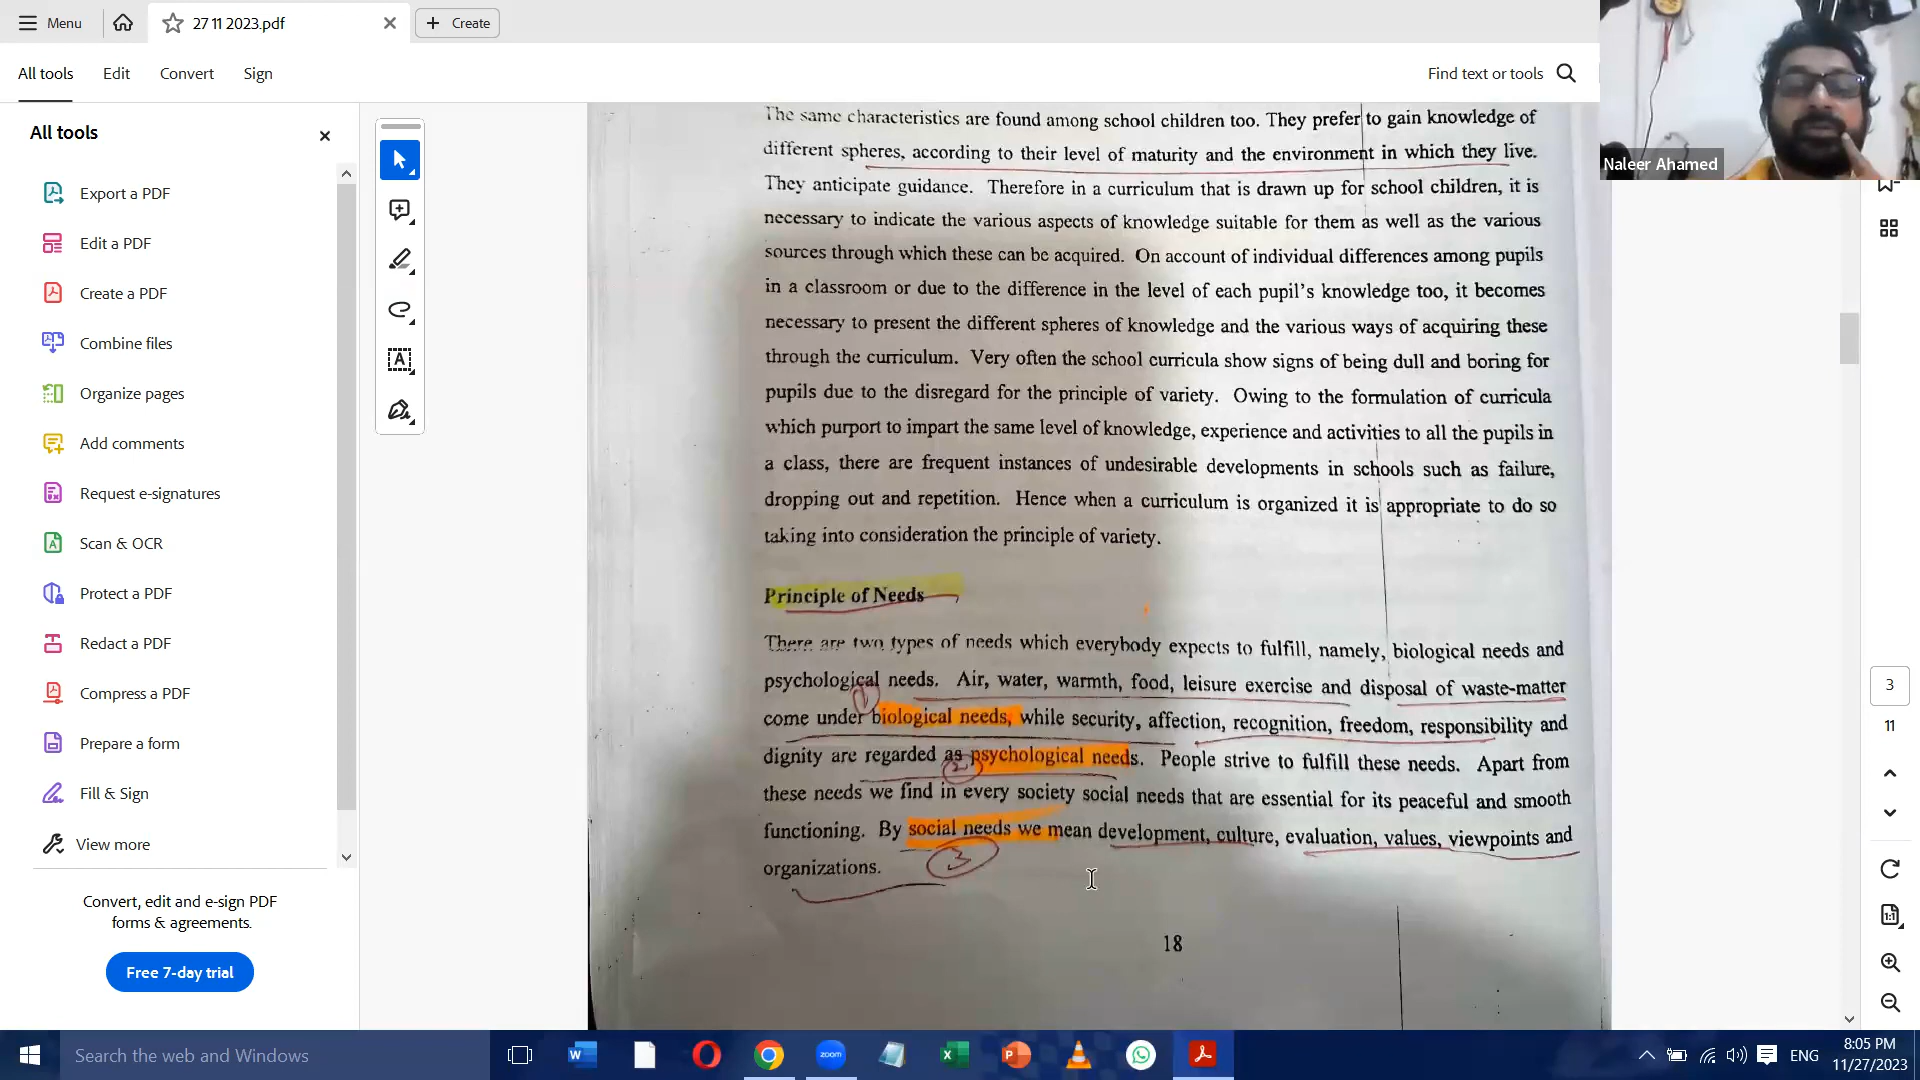 Menu
27 11 2023.pdf
Create
All tools
Edit
Convert
Sign
Find text or tools
Naleer Ahamed
All tools
Export a PDF
Edit a PDF
Create a PDF
Combine files
Organize pages
Add comments
Request e-signatures
Scan & OCR
Protect a PDF
Redact a PDF
Compress a PDF
Prepare a form
Fill & Sign
View more
Convert, edit and e-sign PDF
forms & agreements.
Free 7-day trial
The same characteristics are found among school children too. They prefer to gain knowledge of
different spheres, according to their level of maturity and the environment in which they live.
They anticipate guidance. Therefore in a curriculum that is drawn up for school children, it is
necessary to indicate the various aspects of knowledge suitable for them as well as the various
sources through which these can be acquired. On account of individual differences among pupils
in a classroom or due to the difference in the level of each pupil's knowledge too, it becomes
necessary to present the different spheres of knowledge and the various ways of acquiring these
through the curriculum. Very often the school curricula show signs of being dull and boring for
pupils due to the disregard for the principle of variety. Owing to the formulation of curricula
which purport to impart the same level of knowledge, experience and activities to all the pupils in
a class, there are frequent instances of undesirable developments in schools such as failure,
dropping out and repetition. Hence when a curriculum is organized it is appropriate to do so
taking into consideration the principle of variety.
Principle of Needs
There are two types of needs which everybody expects to fulfill, namely, biological needs and
psychological needs. Air, water, warmth, food, leisure exercise and disposal of waste-matter
1
come under biological needs, while security, affection, recognition, freedom, responsibility and
dignity are regarded as psychological needs. People strive to fulfill these needs. Apart from
2
these needs we find in every society social needs that are essential for its peaceful and smooth
functioning. By social needs we mean development, culture, evaluation, values, viewpoints and
organizations.
3
18
3
11
1:1
Search the web and Windows
zoom
ENG
8:05 PM
11/27/2023